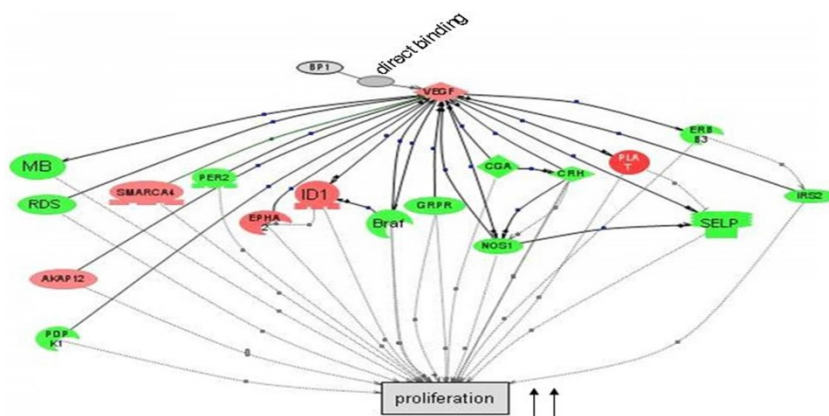 direct binding
BP1
VEGF
ERB
B3
MB
PER2
CGA
PLA
T
CRH
SMARCA4
ID1
IRS2
RDS
GRPR
EPHA
2
Braf
SELP
NOS1
AKAP12
PDP
K1
proliferation